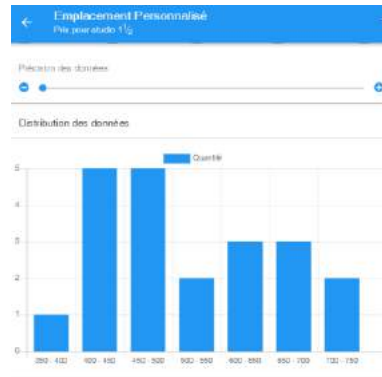 Emplacement Personnalisé
Prix pour studio 1½
Précision des données
Distribution des données
Quantité
5
4
3
2
1
0
350 - 400 400 - 450 450 - 500 500 - 550 600 - 650 650 - 700 700 - 750